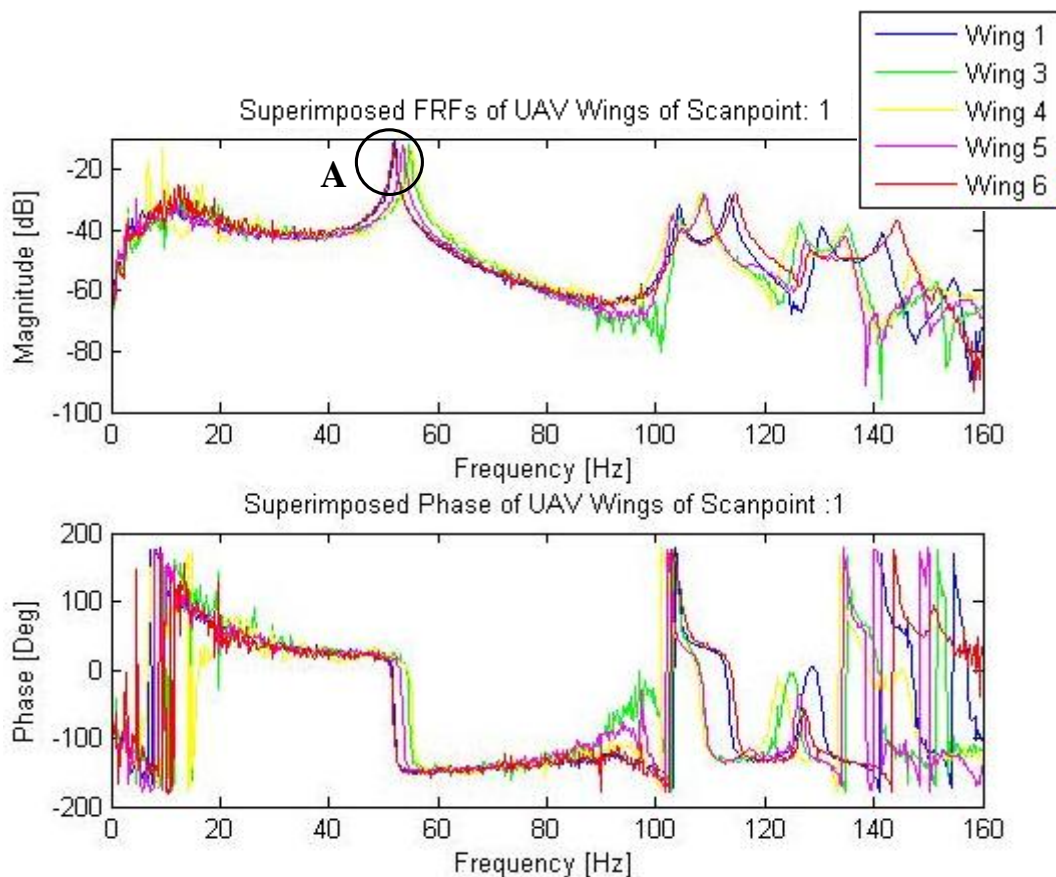 Wing 1
Wing 3
Wing 4
Wing 5
Wing 6
Superimposed FRFs of UAV Wings of Scanpoint: 1
A
Magnitude [dB]
-20
-40
-60
-80
-100
0 20 40 60 80 100 120 140 160
Frequency [Hz]
Superimposed Phase of UAV Wings of Scanpoint :1
Phase [Deg]
200
100
0
-100
-200
0 20 40 60 80 100 120 140 160
Frequency [Hz]